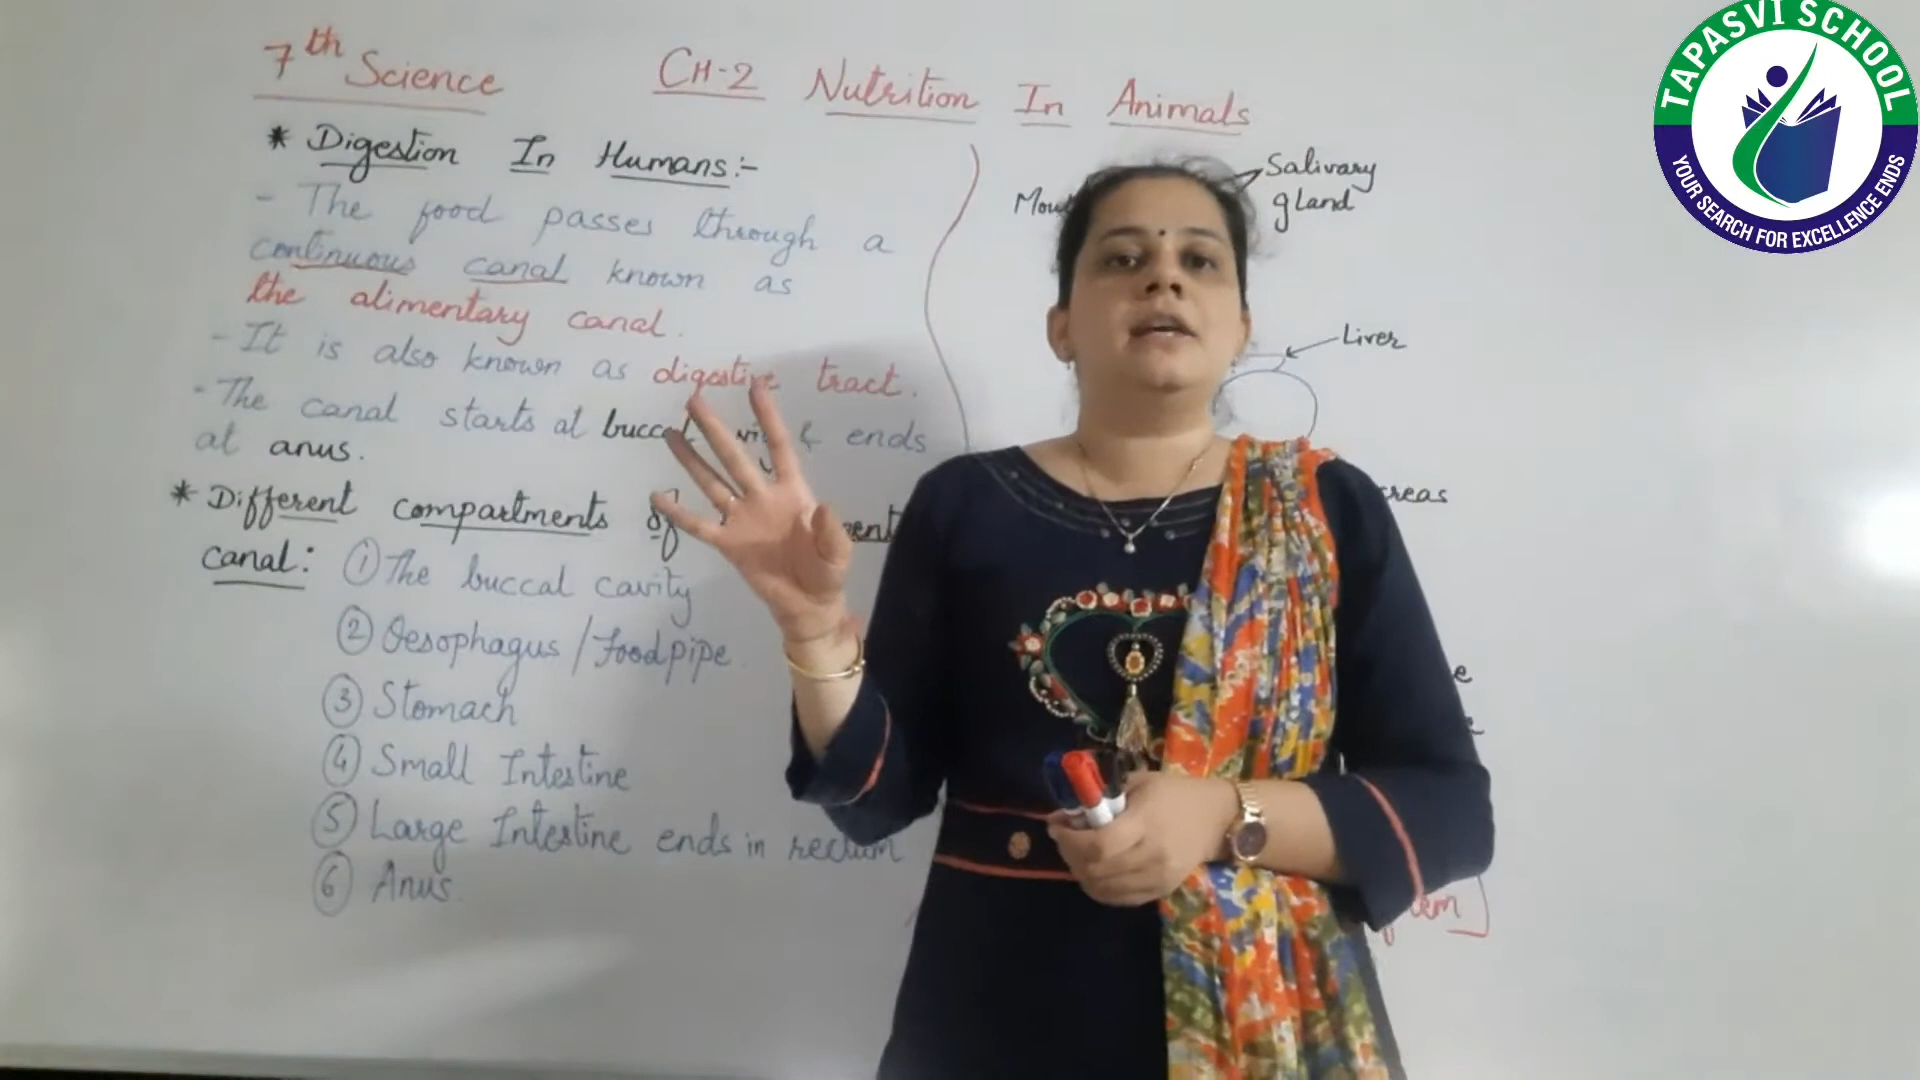 7th Science CH-2 Nutrition In Animals
* Digestion In Humans:-
- The food passes through a
continuous canal known as
the alimentary canal.
- It is also known as digestive tract.
- The canal starts at & ends
at anus.
* Different compartments of
canal:
① The buccal cavity
② Oesophagus / Foodpipe.
③ Stomach
④ Small Intestine
⑤ Large Intestine ends in rectum
⑥ Anus.
Salivary
gland
Liver
TAPASVI SCHOOL
YOUR SEARCH FOR EXCELLENCE ENDS